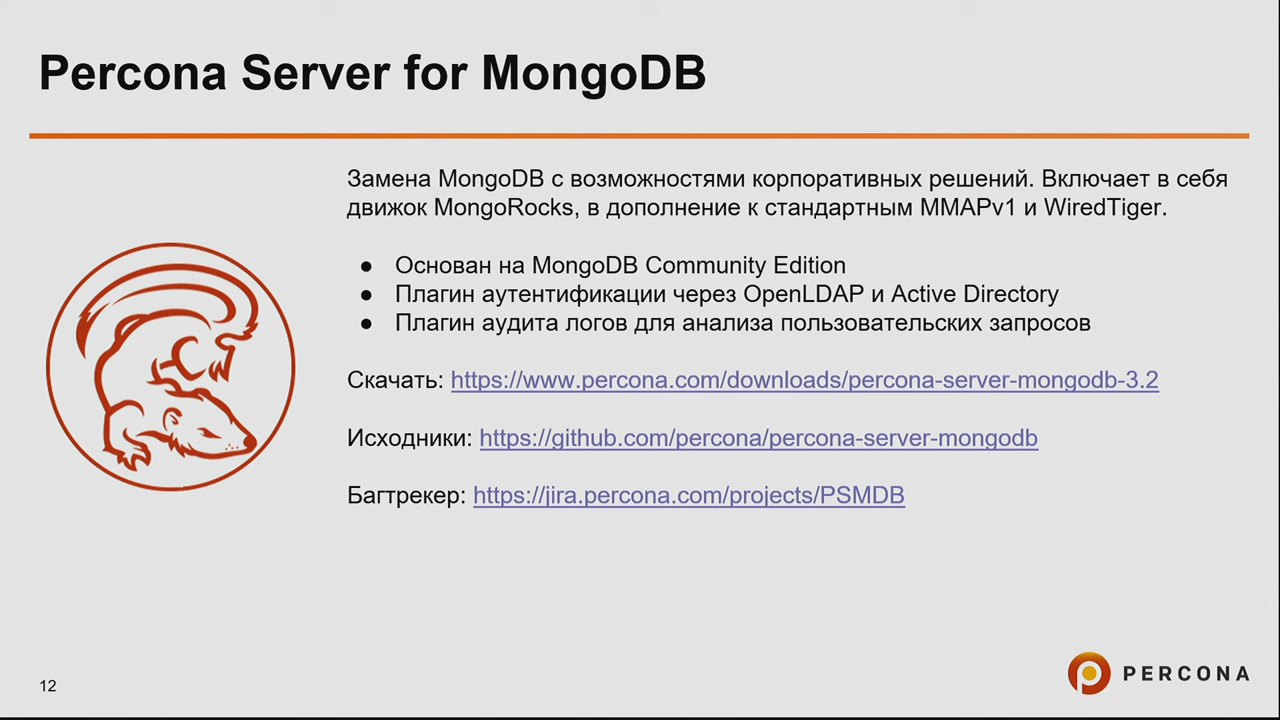 Percona Server for MongoDB
Замена MongoDB с возможностями корпоративных решений. Включает в себя
движок MongoRocks, в дополнение к стандартным MMAPv1 и WiredTiger.
● Основан на MongoDB Community Edition
● Плагин аутентификации через OpenLDAP и Active Directory
● Плагин аудита логов для анализа пользовательских запросов
Скачать: https://www.percona.com/downloads/percona-server-mongodb-3.2
Исходники: https://github.com/percona/percona-server-mongodb
Багтрекер: https://jira.percona.com/projects/PSMDB
12
PERCONA